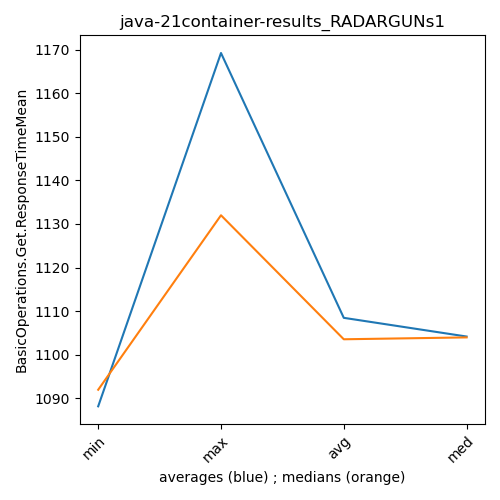 java-21container-results_RADARGUNs1
BasicOperations.Get.ResponseTimeMean
1170
1160
1150
1140
1130
1120
1110
1100
1090
min
max
avg
med
averages (blue) ; medians (orange)